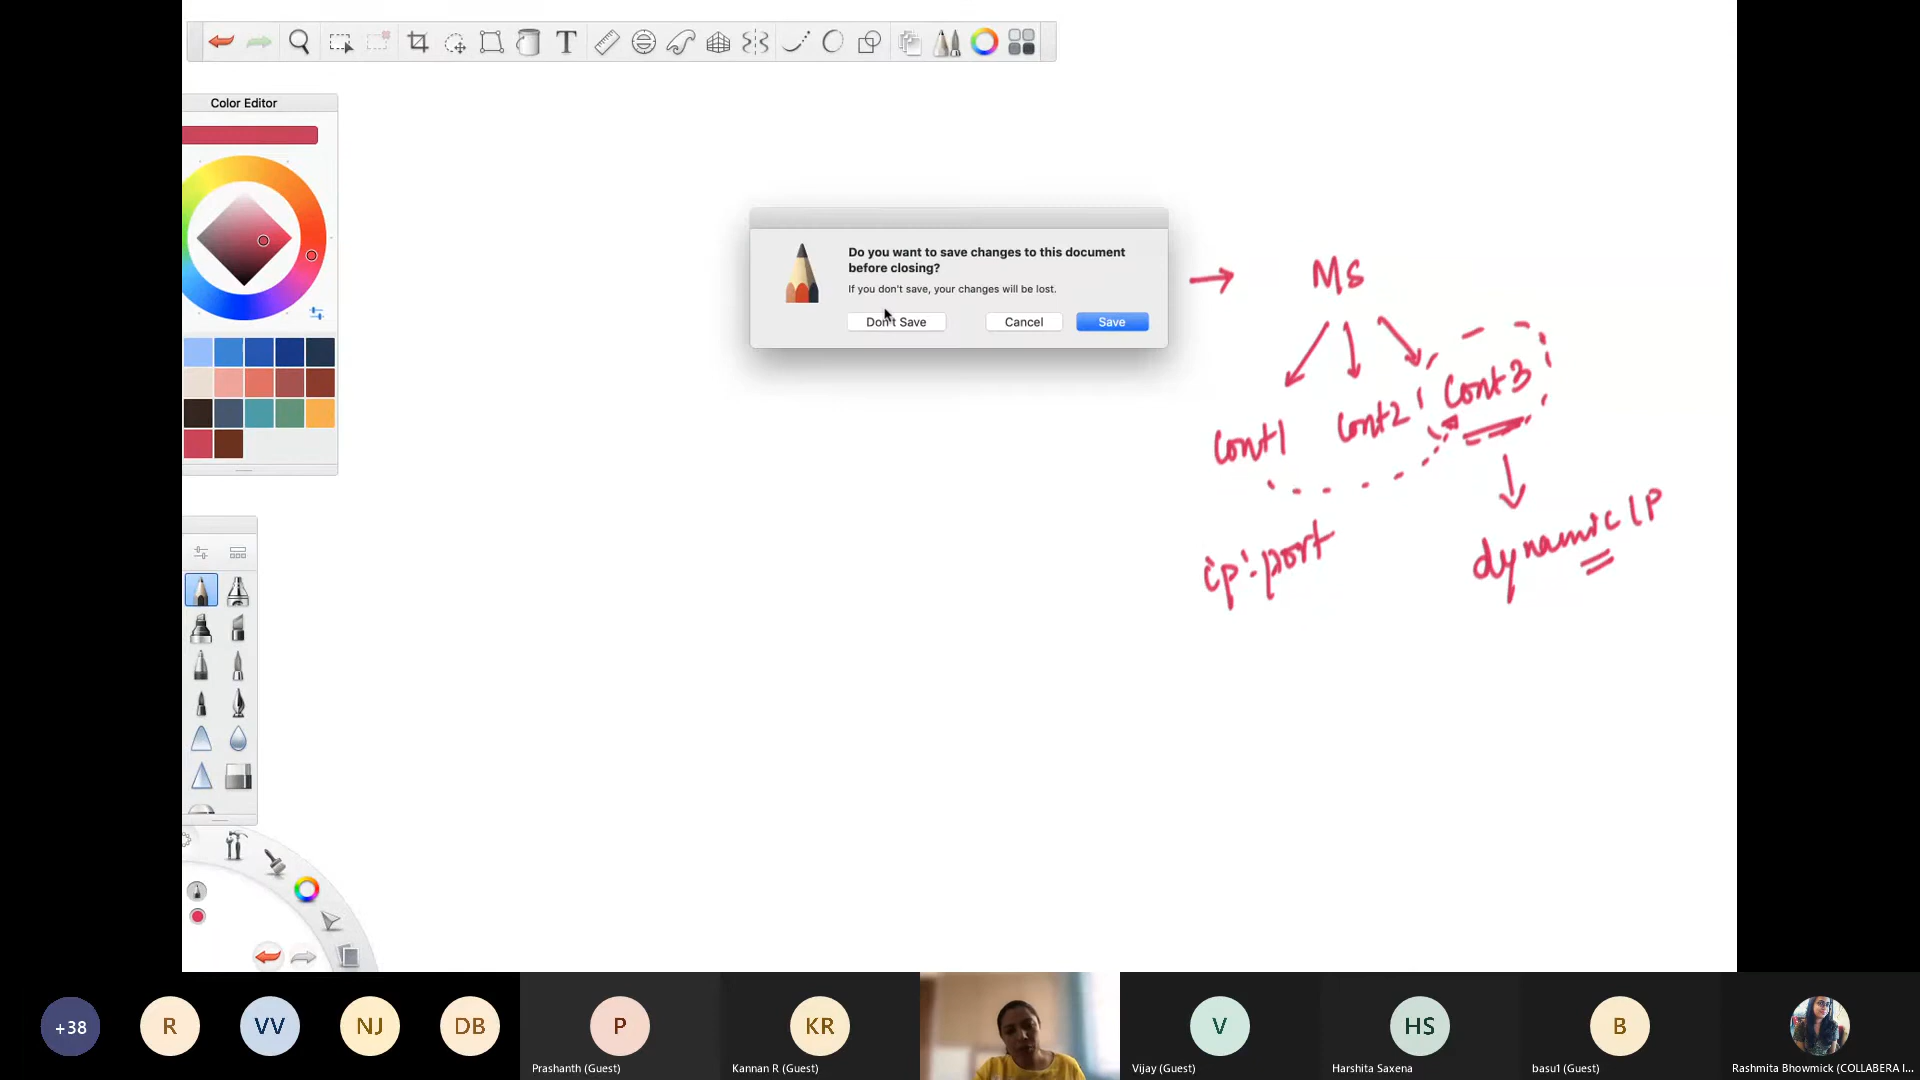 T
Color Editor
Do you want to save changes to this document
before closing?
If you don't save, your changes will be lost.
Don't Save
Cancel
Save
→ MS
Cont1
Cont2
Cont3
ip:port
dynamic IP
+38
R
VV
NJ
DB
P
Prashanth (Guest)
KR
Kannan R (Guest)
V
Vijay (Guest)
HS
Harshita Saxena
B
basu1 (Guest)
Rashmita Bhowmick (COLLABERA I...